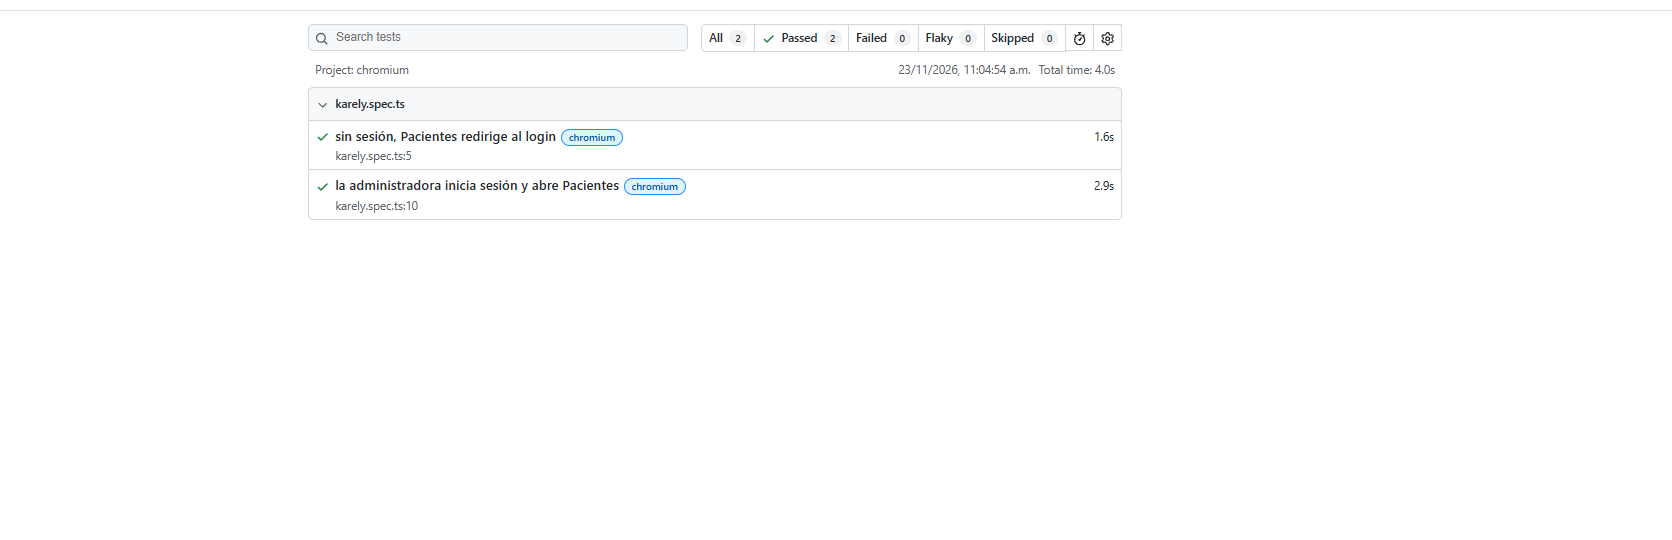 Search tests
All 2 Passed 2 Failed 0 Flaky 0 Skipped 0
Project: chromium 23/11/2026, 11:04:54 a.m. Total time: 4.0s
karely.spec.ts
sin sesión, Pacientes redirige al login chromium 1.6s
karely.spec.ts:5
la administradora inicia sesión y abre Pacientes chromium 2.9s
karely.spec.ts:10